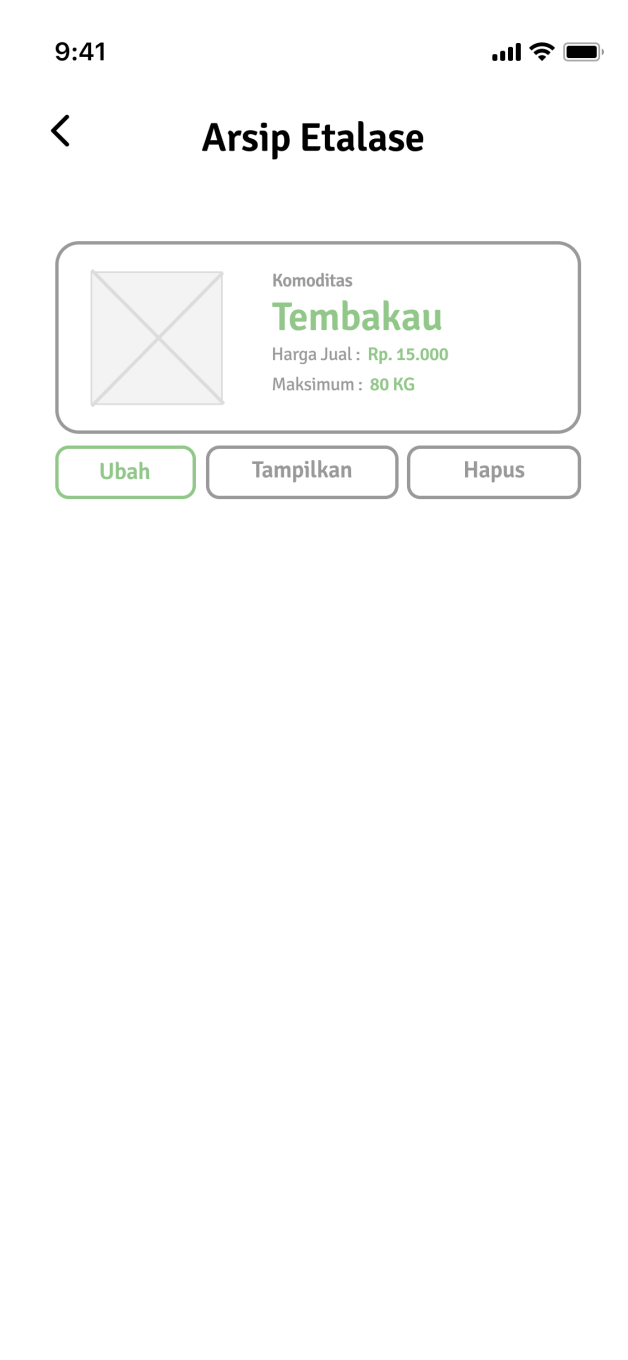 9:41
Arsip Etalase
Komoditas
Tembakau
Harga Jual : Rp. 15.000
Maksimum : 80 KG
Ubah Tampilkan Hapus